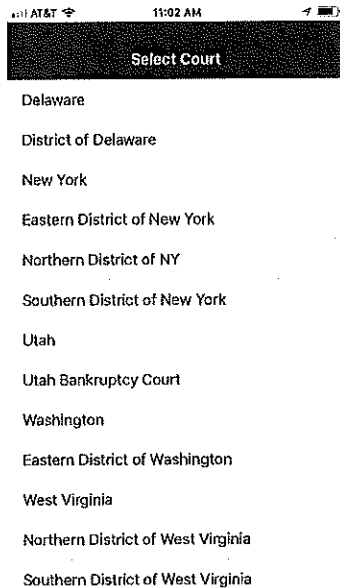 AT&T 11:02 AM
Select Court
Delaware
District of Delaware
New York
Eastern District of New York
Northern District of NY
Southern District of New York
Utah
Utah Bankruptcy Court
Washington
Eastern District of Washington
West Virginia
Northern District of West Virginia
Southern District of West Virginia